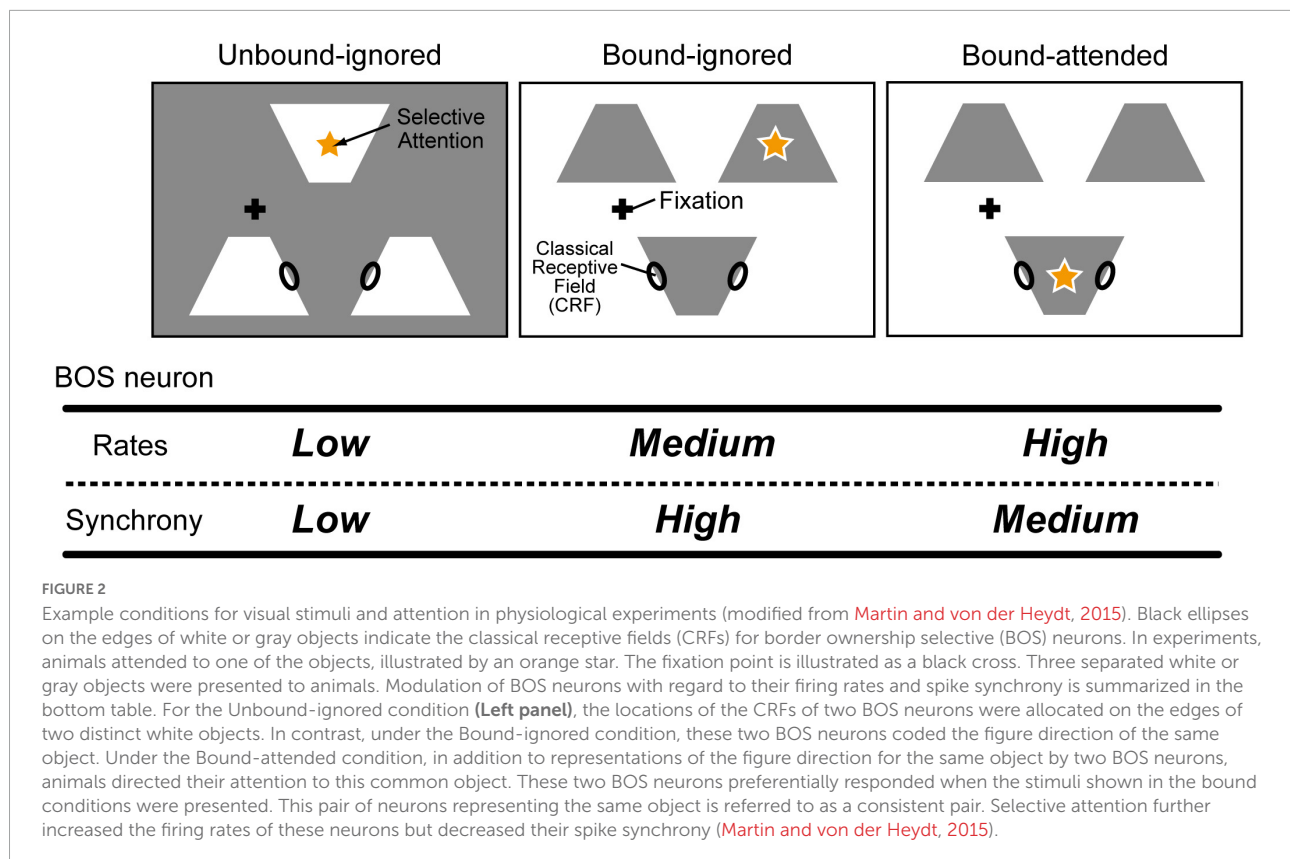 Unbound-ignored
Bound-ignored
Bound-attended
Selective
Attention
Fixation
Classical
Receptive
Field
(CRF)
BOS neuron
Rates Low Medium High
Synchrony Low High Medium
FIGURE 2
Example conditions for visual stimuli and attention in physiological experiments (modified from Martin and von der Heydt, 2015). Black ellipses
on the edges of white or gray objects indicate the classical receptive fields (CRFs) for border ownership selective (BOS) neurons. In experiments,
animals attended to one of the objects, illustrated by an orange star. The fixation point is illustrated as a black cross. Three separated white or
gray objects were presented to animals. Modulation of BOS neurons with regard to their firing rates and spike synchrony is summarized in the
bottom table. For the Unbound-ignored condition (Left panel), the locations of the CRFs of two BOS neurons were allocated on the edges of
two distinct white objects. In contrast, under the Bound-ignored condition, these two BOS neurons coded the figure direction of the same
object. Under the Bound-attended condition, in addition to representations of the figure direction for the same object by two BOS neurons,
animals directed their attention to this common object. These two BOS neurons preferentially responded when the stimuli shown in the bound
conditions were presented. This pair of neurons representing the same object is referred to as a consistent pair. Selective attention further
increased the firing rates of these neurons but decreased their spike synchrony (Martin and von der Heydt, 2015).